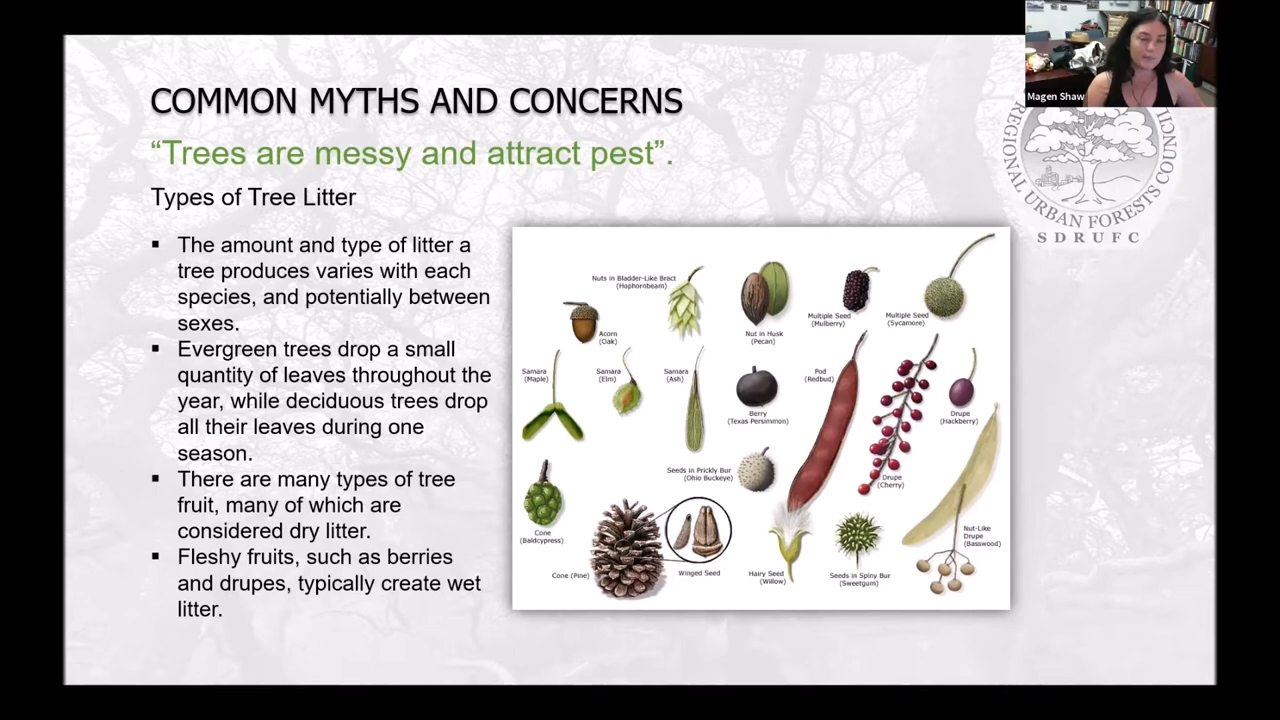 Magen Shaw
COMMON MYTHS AND CONCERNS
“Trees are messy and attract pest”.
Types of Tree Litter
▪ The amount and type of litter a
tree produces varies with each
species, and potentially between
sexes.
▪ Evergreen trees drop a small
quantity of leaves throughout the
year, while deciduous trees drop
all their leaves during one
season.
▪ There are many types of tree
fruit, many of which are
considered dry litter.
▪ Fleshy fruits, such as berries
and drupes, typically create wet
litter.
Nuts in Bladder-Like Bract
(Hophornbeam)
Acorn
(Oak)
Nut in Husk
(Pecan)
Multiple Seed
(Mulberry)
Multiple Seed
(Sycamore)
Samara
(Maple)
Samara
(Elm)
Samara
(Ash)
Berry
(Texas Persimmon)
Pod
(Redbud)
Drupe
(Cherry)
Drupe
(Hackberry)
Seeds in Prickly Bur
(Ohio Buckeye)
Cone
(Baldcypress)
Cone (Pine)
Winged Seed
Hairy Seed
(Willow)
Seeds in Spiny Bur
(Sweetgum)
Nut-Like
Drupe
(Basswood)
REGIONAL URBAN FORESTS COUNCIL
SDRUFC